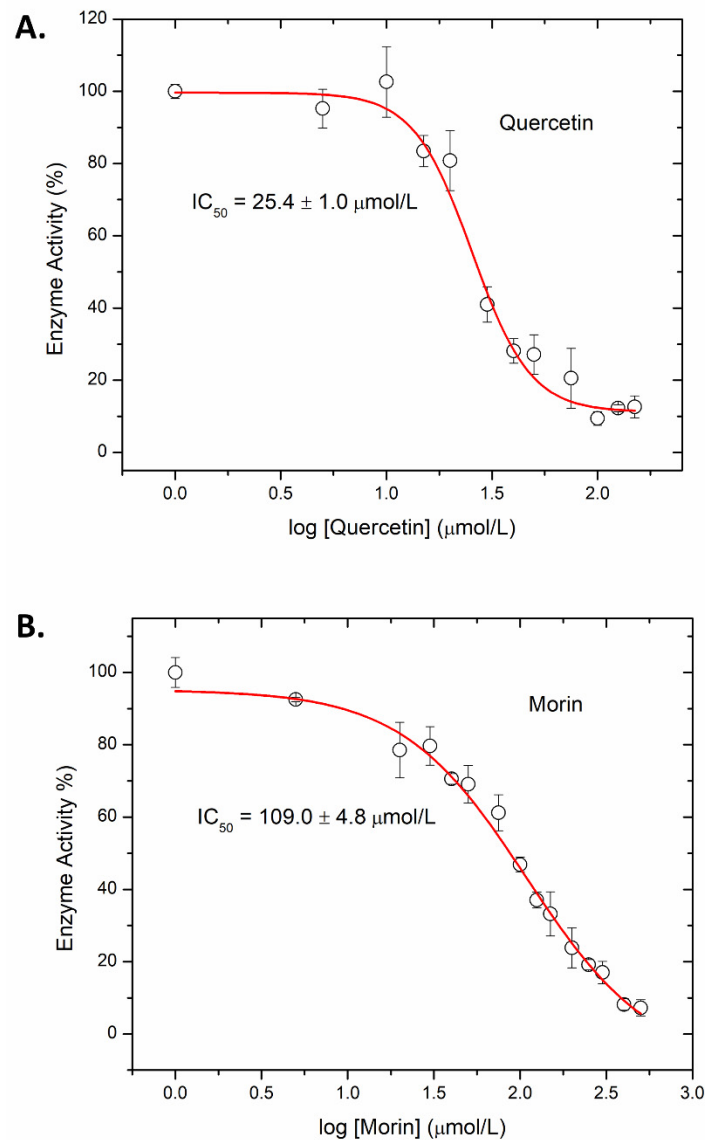 A.
120
100
80
60
40
20
0
Enzyme Activity (%)
Quercetin
IC50 = 25.4 ± 1.0 μmol/L
0.0 0.5 1.0 1.5 2.0
log [Quercetin] (μmol/L)
B.
100
80
60
40
20
0
Enzyme Activity %)
Morin
IC50 = 109.0 ± 4.8 μmol/L
0.0 0.5 1.0 1.5 2.0 2.5 3.0
log [Morin] (μmol/L)